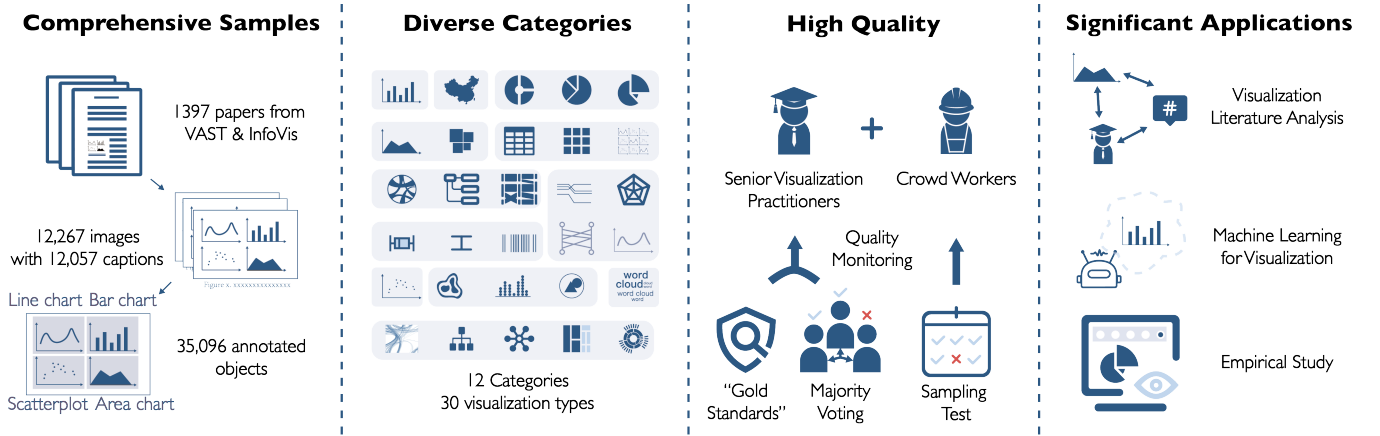 Comprehensive Samples
1397 papers from
VAST & InfoVis
12,267 images
with 12,057 captions
Figure x. xxxxxxxxxxxxxxx
Line chart Bar chart
35,096 annotated
objects
Scatterplot Area chart
Diverse Categories
word
cloud
word cloud
word
12 Categories
30 visualization types
High Quality
+
Senior Visualization
Practitioners
Crowd Workers
Quality
Monitoring
“Gold
Standards”
Majority
Voting
Sampling
Test
Significant Applications
#
Visualization
Literature Analysis
Machine Learning
for Visualization
Empirical Study